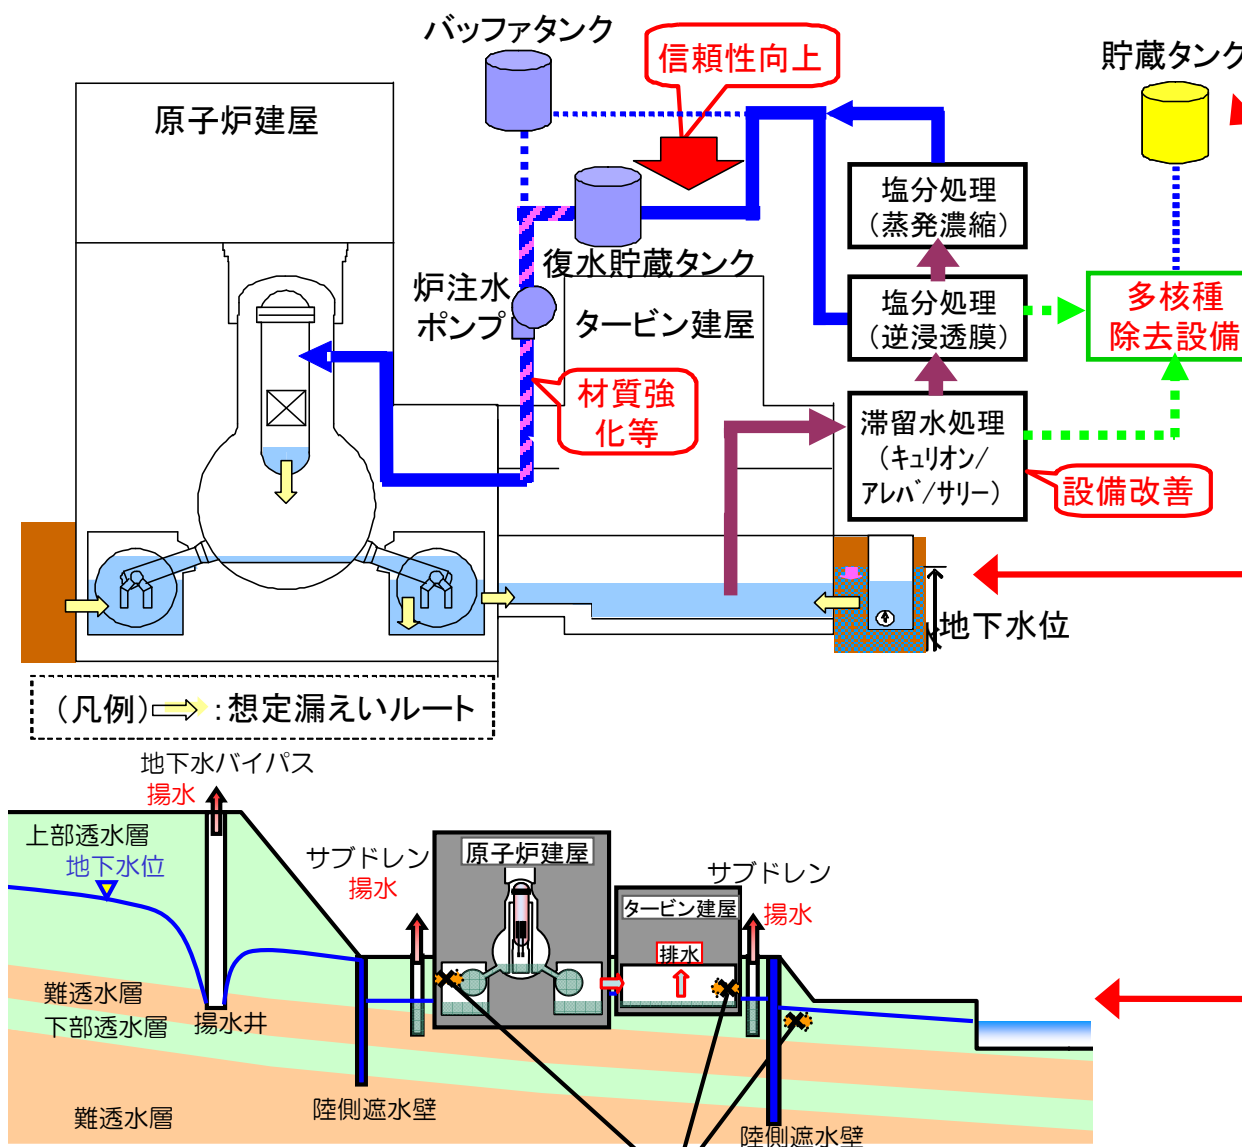 バッファタンク
信頼性向上
貯蔵タンク
原子炉建屋
塩分処理
（蒸発濃縮）
復水貯蔵タンク
炉注水
ポンプ
タービン建屋
塩分処理
（逆浸透膜）
多核種
除去設備
材質強
化等
滞留水処理
（キュリオン/
アレバ/サリー）
設備改善
地下水位
（凡例） ：想定漏えいルート
地下水バイパス
揚水
上部透水層
地下水位
サブドレン
揚水
原子炉建屋
サブドレン
揚水
タービン建屋
排水
難透水層
下部透水層
揚水井
難透水層
陸側遮水壁
陸側遮水壁